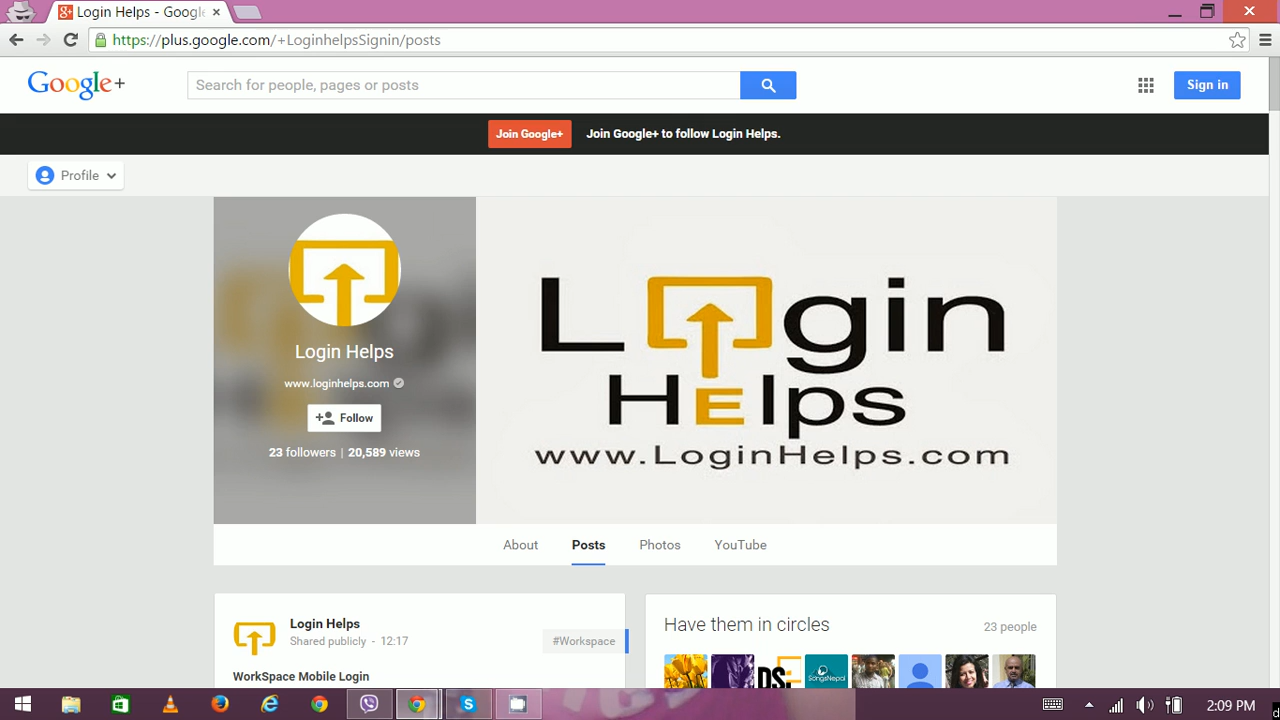 Login Helps - Googl
https://plus.google.com/+LoginhelpsSignin/posts
Google+
Search for people, pages or posts
Sign in
Join Google+
Join Google+ to follow Login Helps.
Profile
Login Helps
www.loginhelps.com
Follow
23 followers | 20,589 views
Login
Helps
www.LoginHelps.com
About
Posts
Photos
YouTube
Login Helps
Shared publicly - 12:17
#Workspace
WorkSpace Mobile Login
Have them in circles
23 people
SongsNepal
2:09 PM